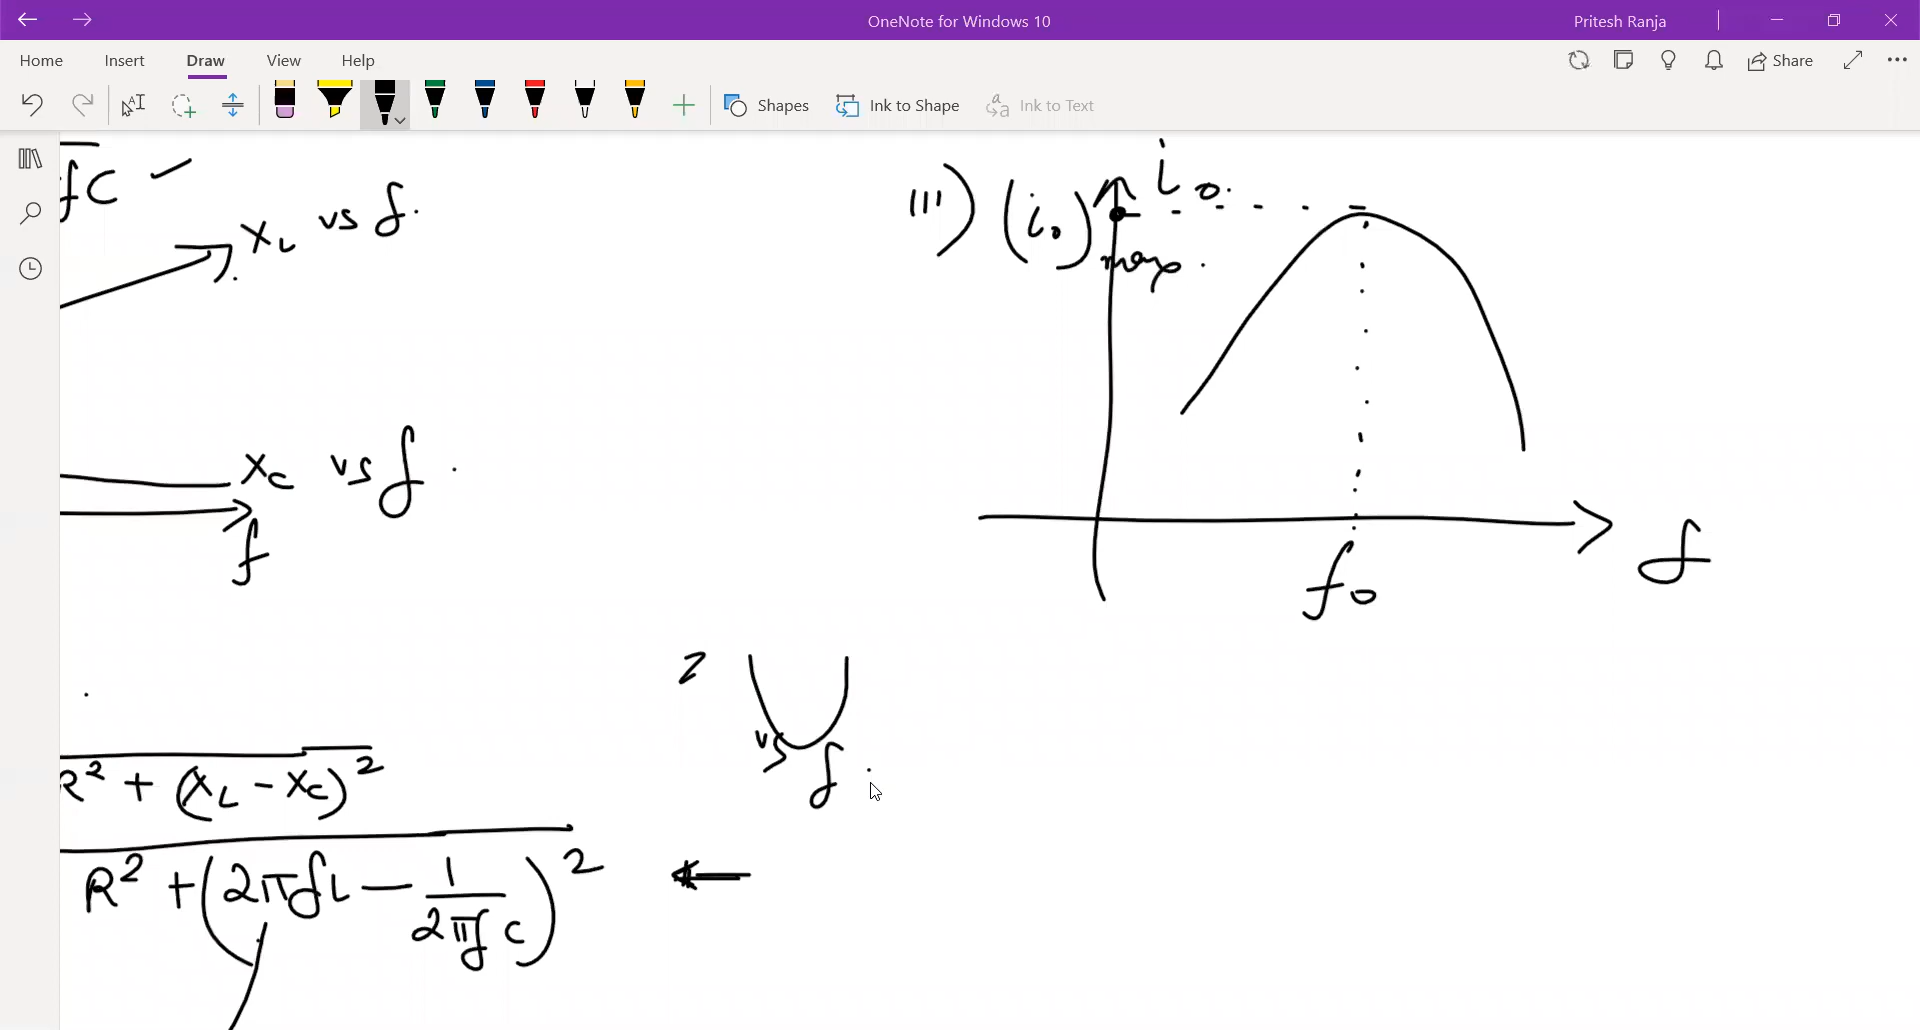 OneNote for Windows 10
Pritesh Ranja
Home Insert Draw View Help
Share
Shapes Ink to Shape Ink to Text
fC
X_L vs f.
X_C vs f.
f
R² + (X_L - X_C)²
R² + (2πfL - 1/2πfC)²
Z vs f.
III) (i₀)max.
i₀.
f₀
f